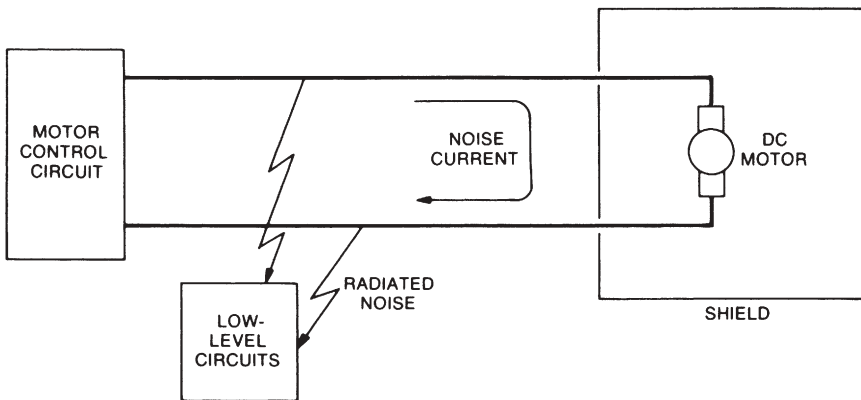 MOTOR
CONTROL
CIRCUIT
NOISE
CURRENT
DC
MOTOR
RADIATED
NOISE
SHIELD
LOW-
LEVEL
CIRCUITS